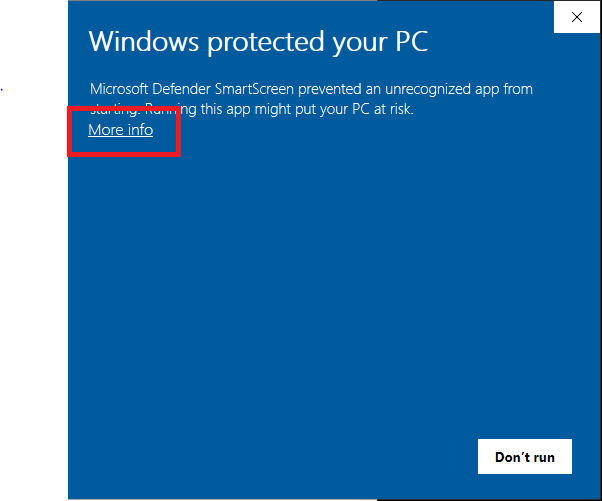 Windows protected your PC
Microsoft Defender SmartScreen prevented an unrecognized app from
starting. Running this app might put your PC at risk.
More info
Don't run